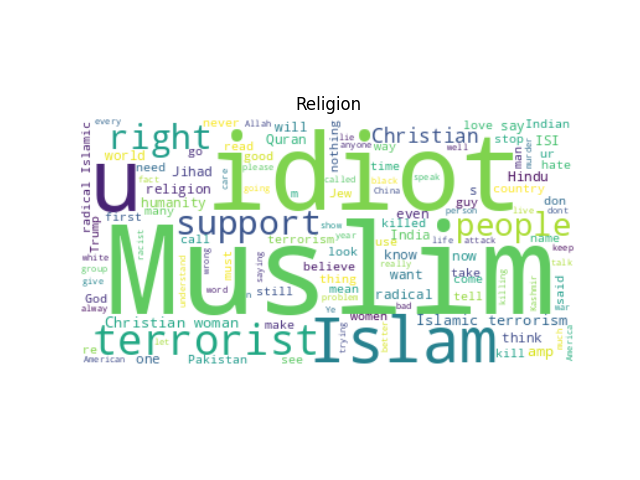 Religion
every never Allah will nothing lie Christian love say Indian
radical Islamic right u idiot read Quran anyone way well stop ISI
world go good man murder ur hate
need Jihad care please time Hindu
fact religion going m Jew black China speak s guy country
humanity even person live don dont
Trump first many support show killed people name
call terrorism year use India life attack know now keep
white racist wrong saying look believe really want take talk
group understand must thing come
give word still mean problem radical tell killing Kashmir said
God Muslim n bad War
alway Ye women
Christian woman make trying Islamic terrorism
re let terrorist Islam better think much America
American one Pakistan see kill amp